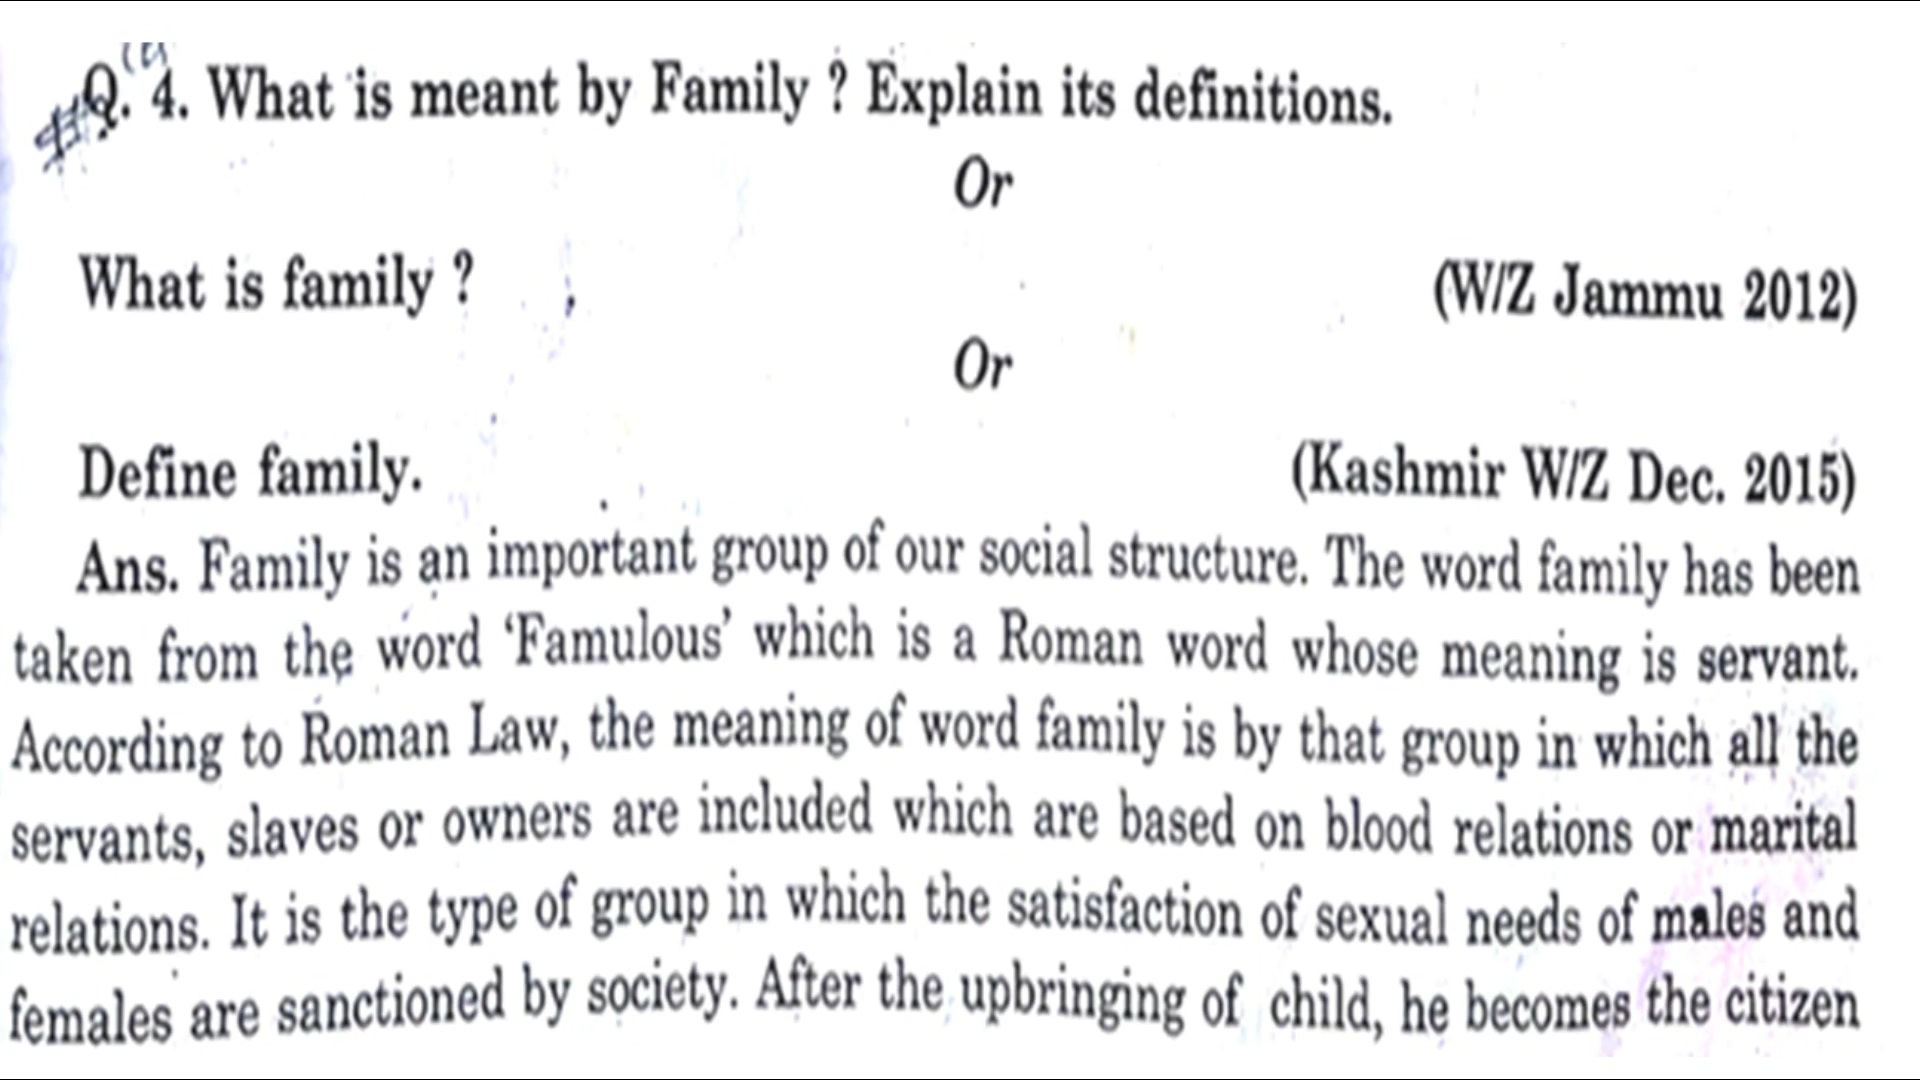 Q. 4. What is meant by Family ? Explain its definitions.
Or
What is family ? (W/Z Jammu 2012)
Or
Define family. (Kashmir W/Z Dec. 2015)
Ans. Family is an important group of our social structure. The word family has been
taken from the word ‘Famulous’ which is a Roman word whose meaning is servant.
According to Roman Law, the meaning of word family is by that group in which all the
servants, slaves or owners are included which are based on blood relations or marital
relations. It is the type of group in which the satisfaction of sexual needs of males and
females are sanctioned by society. After the upbringing of child, he becomes the citizen